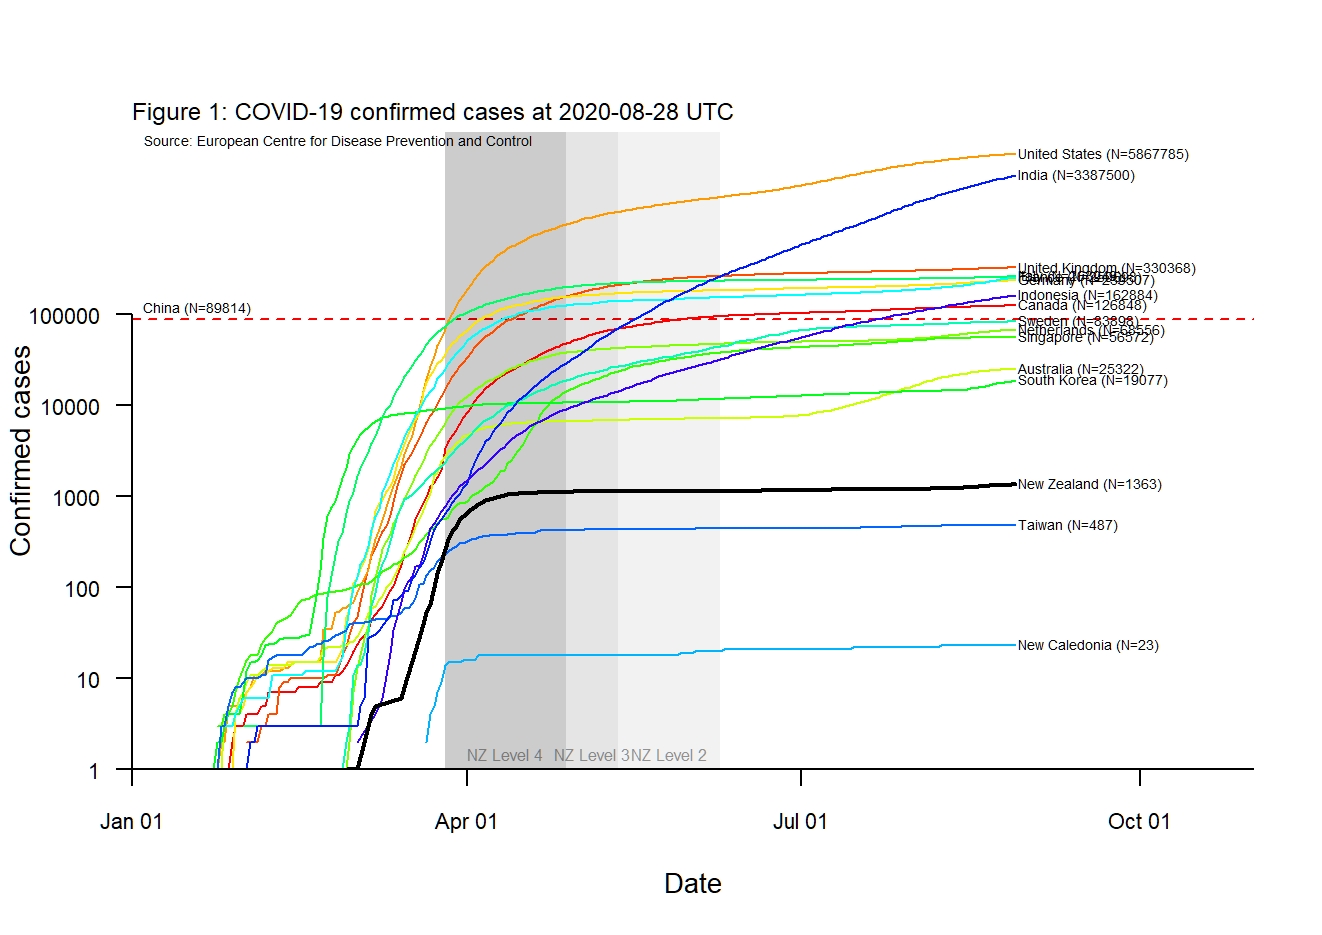 Figure 1: COVID-19 confirmed cases at 2020-08-28 UTC
Source: European Centre for Disease Prevention and Control
United States (N=5867785)
India (N=3387500)
United Kingdom (N=330368)
Germany
Indonesia (N=162884)
Canada (N=126848)
Sweden
Netherlands
Singapore (N=56572)
Australia (N=25322)
South Korea (N=19077)
New Zealand (N=1363)
Taiwan (N=487)
New Caledonia (N=23)
China (N=89814)
Confirmed cases
100000
10000
1000
100
10
1
NZ Level 4
NZ Level 3
NZ Level 2
Jan 01
Apr 01
Jul 01
Oct 01
Date